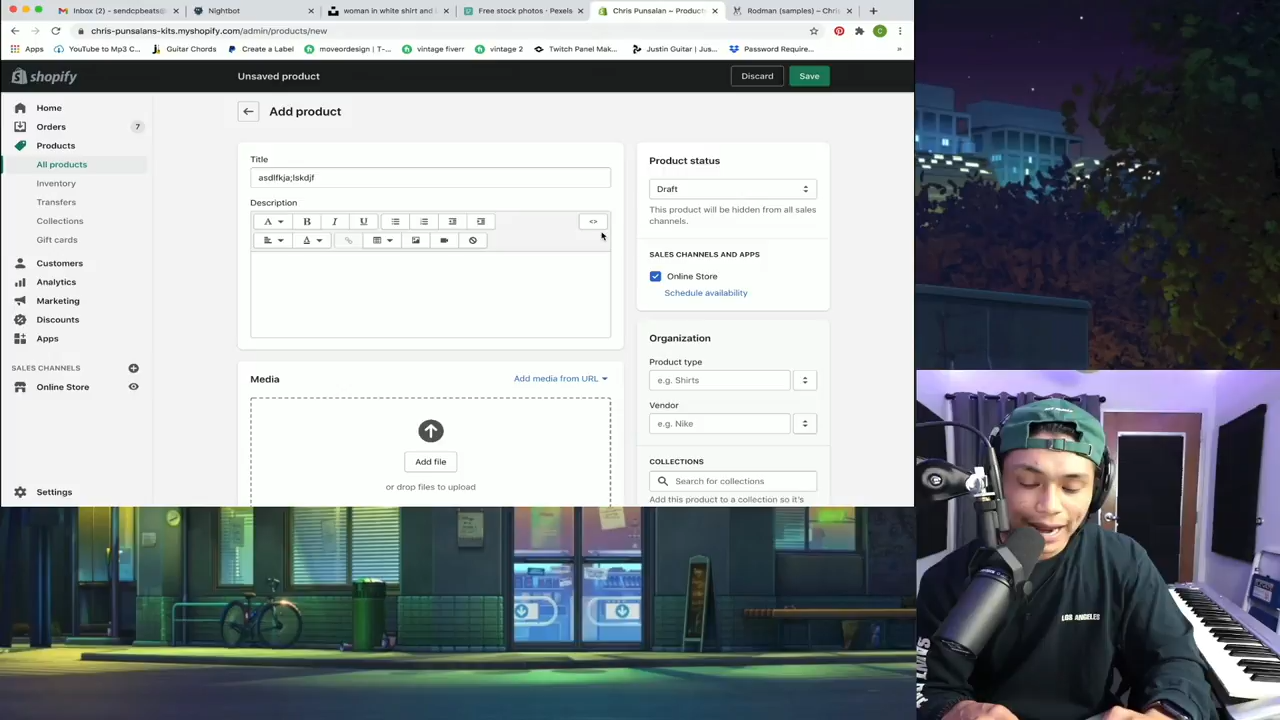 Inbox (2) – sendcpbeats@
Nightbot
woman in white shirt and
Free stock photos · Pexels
Chris Punsalan ~ Product
Rodman (samples) – Chris
chris-punsalans-kits.myshopify.com/admin/products/new
C
Apps
YouTube to Mp3 C...
Guitar Chords
Create a Label
moveordesign | T-...
vintage fiverr
vintage 2
Twitch Panel Mak...
Justin Guitar | Jus...
Password Require...
»
shopify
Unsaved product
Discard
Save
Home
Orders
7
Products
All products
Inventory
Transfers
Collections
Gift cards
Customers
Analytics
Marketing
Discounts
Apps
SALES CHANNELS
Online Store
Settings
Add product
Title
asdlfkja;lskdjf
Description
A
B
I
U
<>
A
Media
Add media from URL
Add file
or drop files to upload
Product status
Draft
This product will be hidden from all sales
channels.
SALES CHANNELS AND APPS
Online Store
Schedule availability
Organization
Product type
e.g. Shirts
Vendor
e.g. Nike
COLLECTIONS
Search for collections
Add this product to a collection so it's
LOS ANGELES